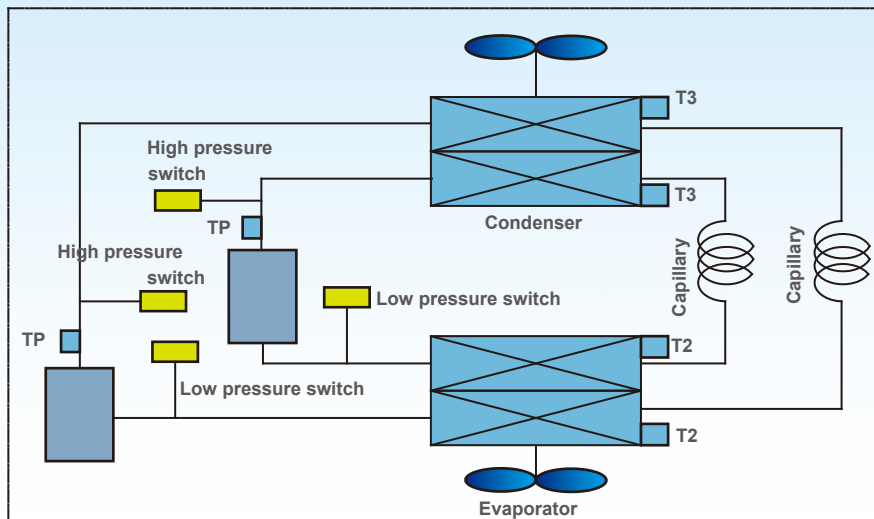 T3
High pressure
switch
T3
TP
Condenser
High pressure
switch
Capillary
Capillary
Low pressure switch
TP
T2
Low pressure switch
T2
Evaporator